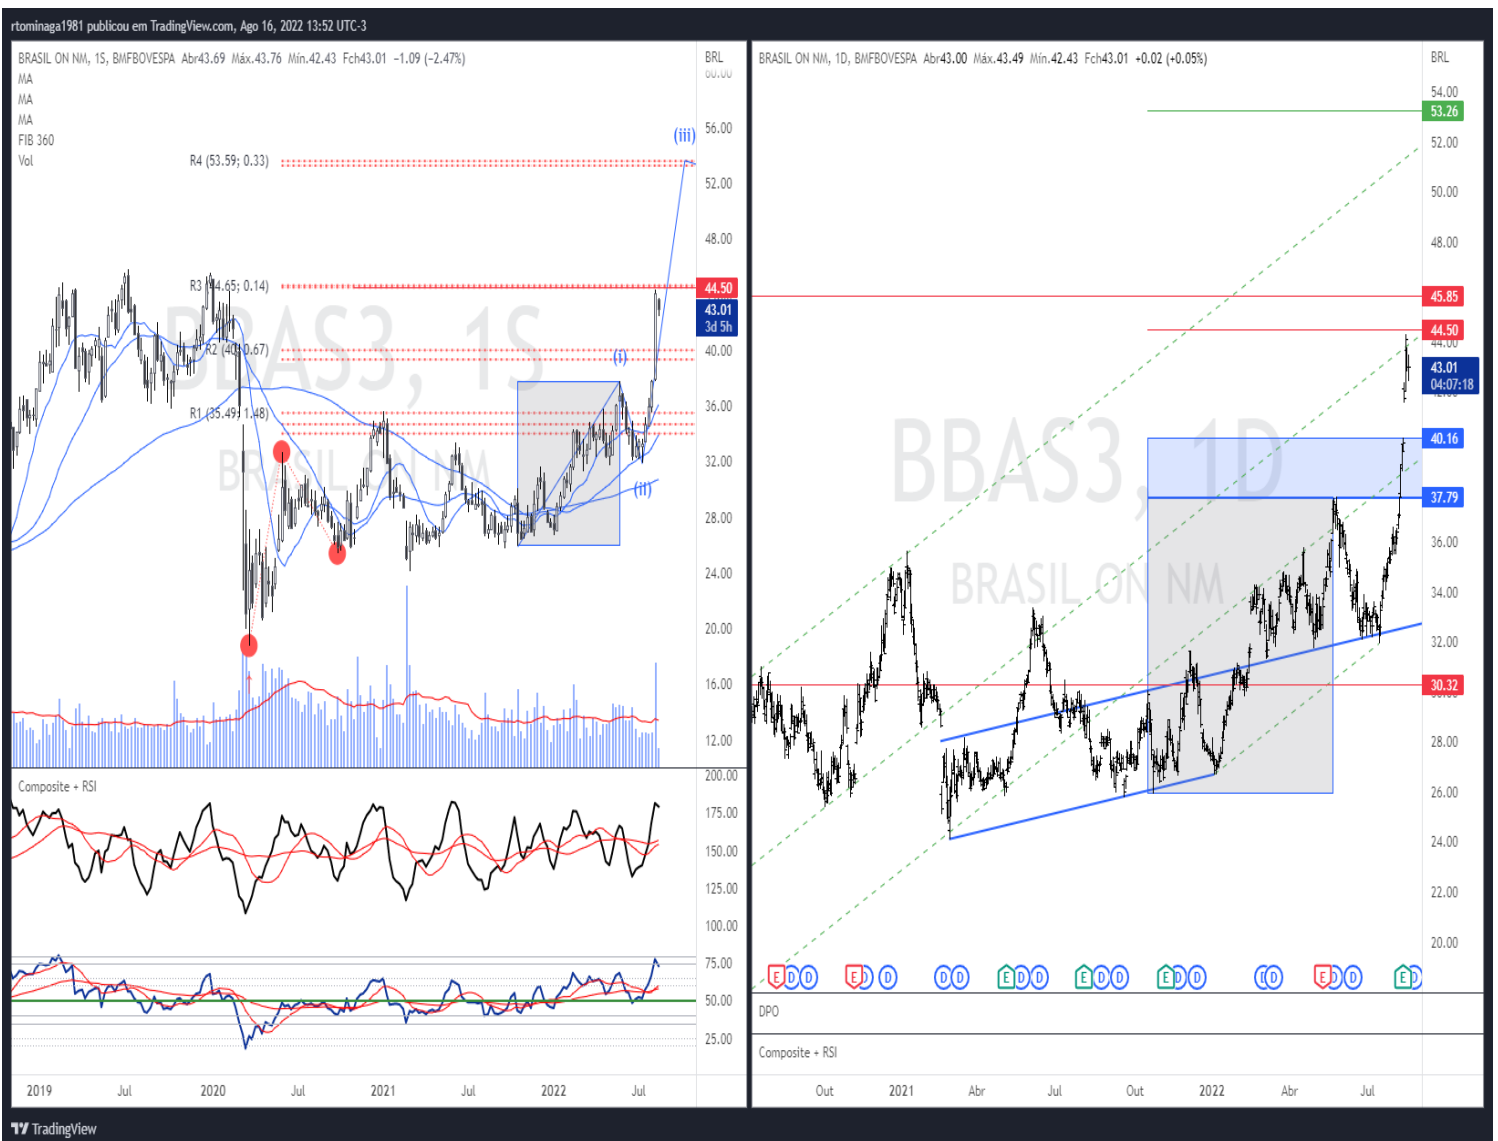 rtominaga1981 publicou em TradingView.com, Ago 16, 2022 13:52 UTC-3
BRASIL ON NM, 1S, BMFBOVESPA Abr43.69 Máx.43.76 Mín.42.43 Fch43.01 −1.09 (−2.47%)
MA
MA
MA
FIB 360
Vol
BRL
60.00
56.00
52.00
48.00
44.50
43.01
3d 5h
40.00
36.00
32.00
28.00
24.00
20.00
16.00
12.00
(iii)
R4 (53.59; 0.33)
R2 (40; 0.67)
R1 (35.49; 1.48)
(i)
(ii)
BBAS3, 1S
BRASIL ON NM
Composite + RSI
200.00
175.00
150.00
125.00
100.00
75.00
50.00
25.00
2019
Jul
2020
Jul
2021
Jul
2022
Jul
BRASIL ON NM, 1D, BMFBOVESPA Abr43.00 Máx.43.49 Mín.42.43 Fch43.01 +0.02 (+0.05%)
BRL
54.00
53.26
52.00
50.00
48.00
45.85
44.50
44.00
43.01
04:07:18
40.16
37.79
36.00
34.00
32.00
30.32
28.00
26.00
24.00
22.00
20.00
BBAS3, 1D
BRASIL ON NM
E D D E D D D D E D D E D D E D D D D E D D E D
DPO
Composite + RSI
Out
2021
Abr
Jul
Out
2022
Abr
Jul
TradingView